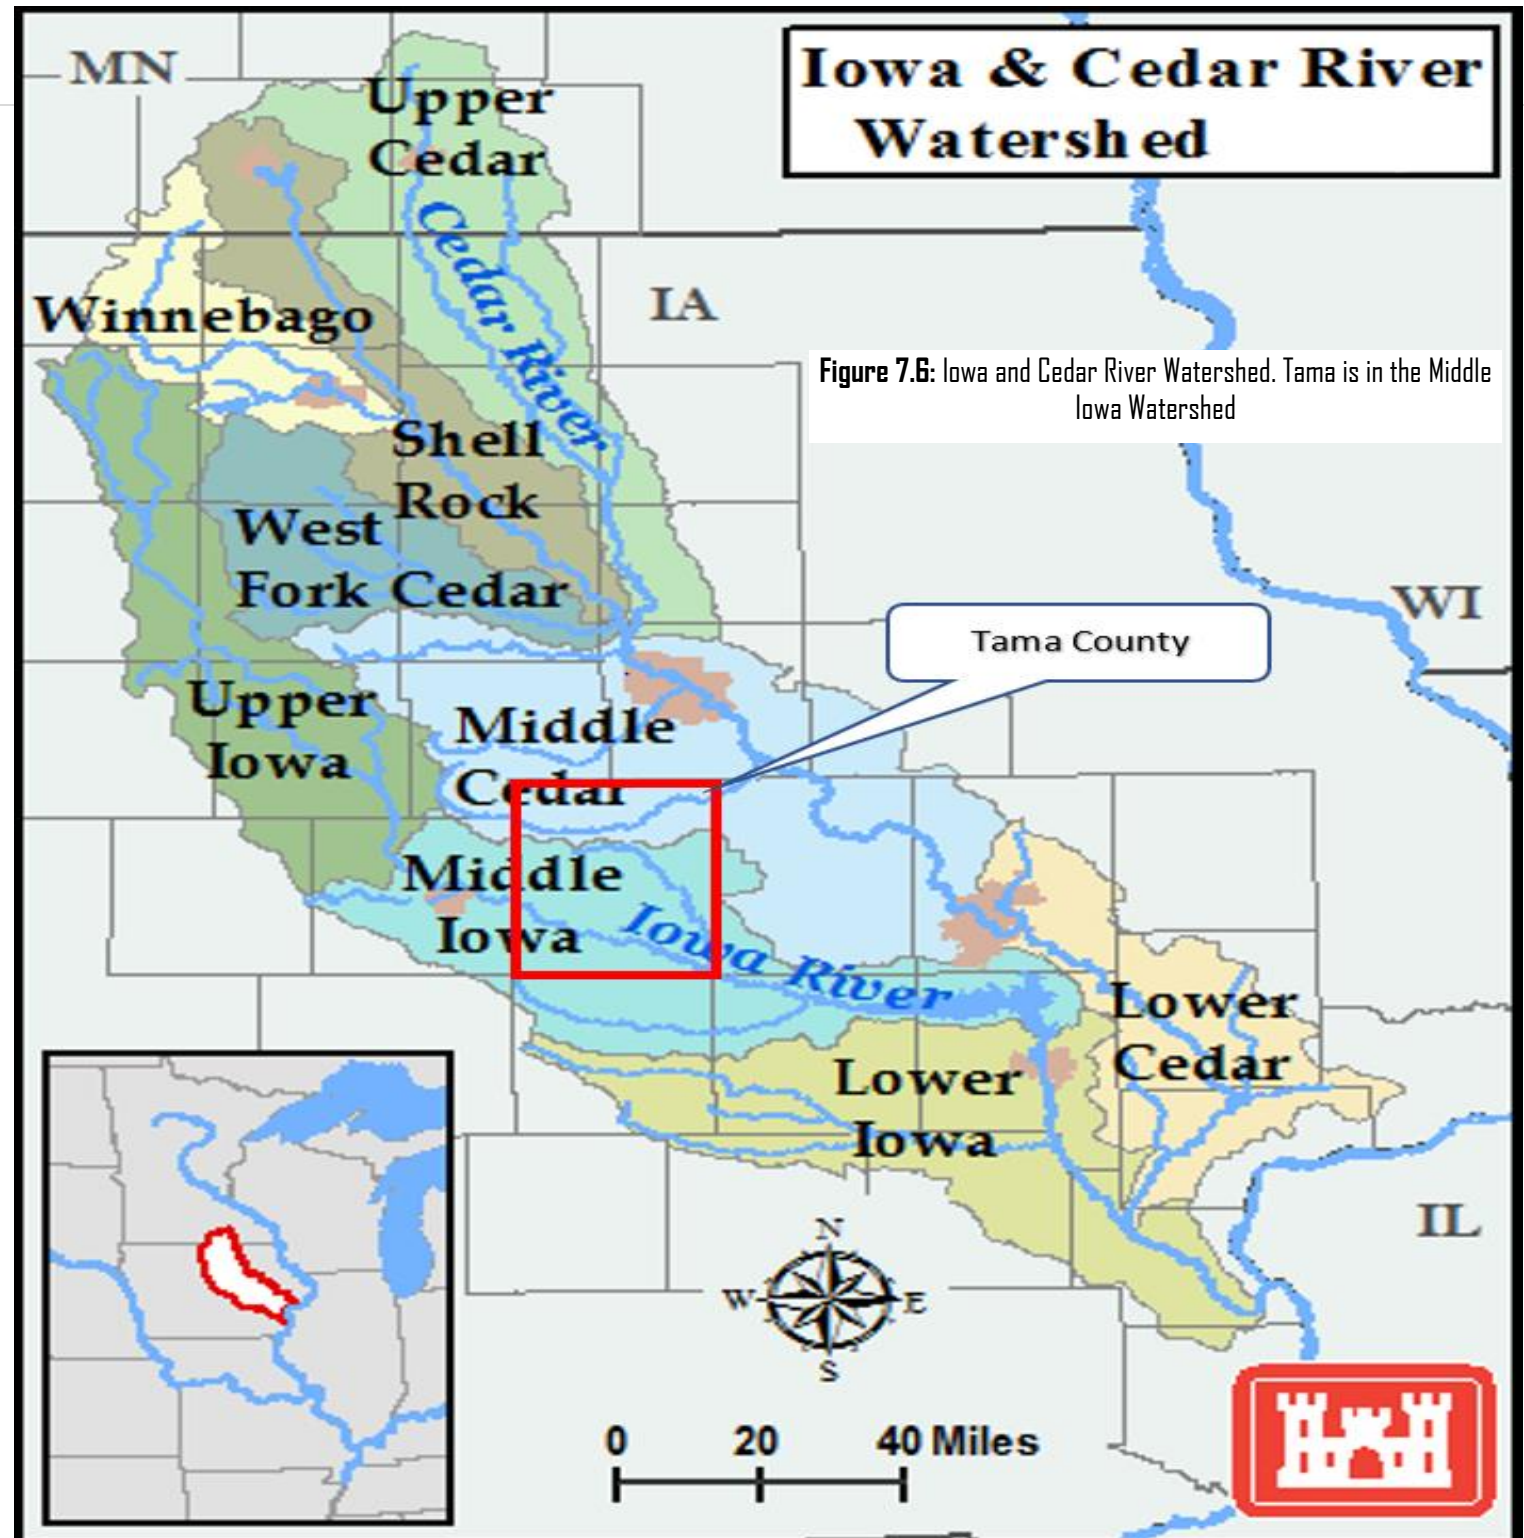 Iowa & Cedar River
Watershed
MN
Upper
Cedar
Cedar River
IA
Winnebago
Figure 7.6: Iowa and Cedar River Watershed. Tama is in the Middle
Iowa Watershed
Shell
Rock
West
Fork Cedar
WI
Tama County
Upper
Iowa
Middle
Cedar
Middle
Iowa
Iowa River
Lower
Cedar
Lower
Iowa
IL
N
W
E
S
0 20 40 Miles